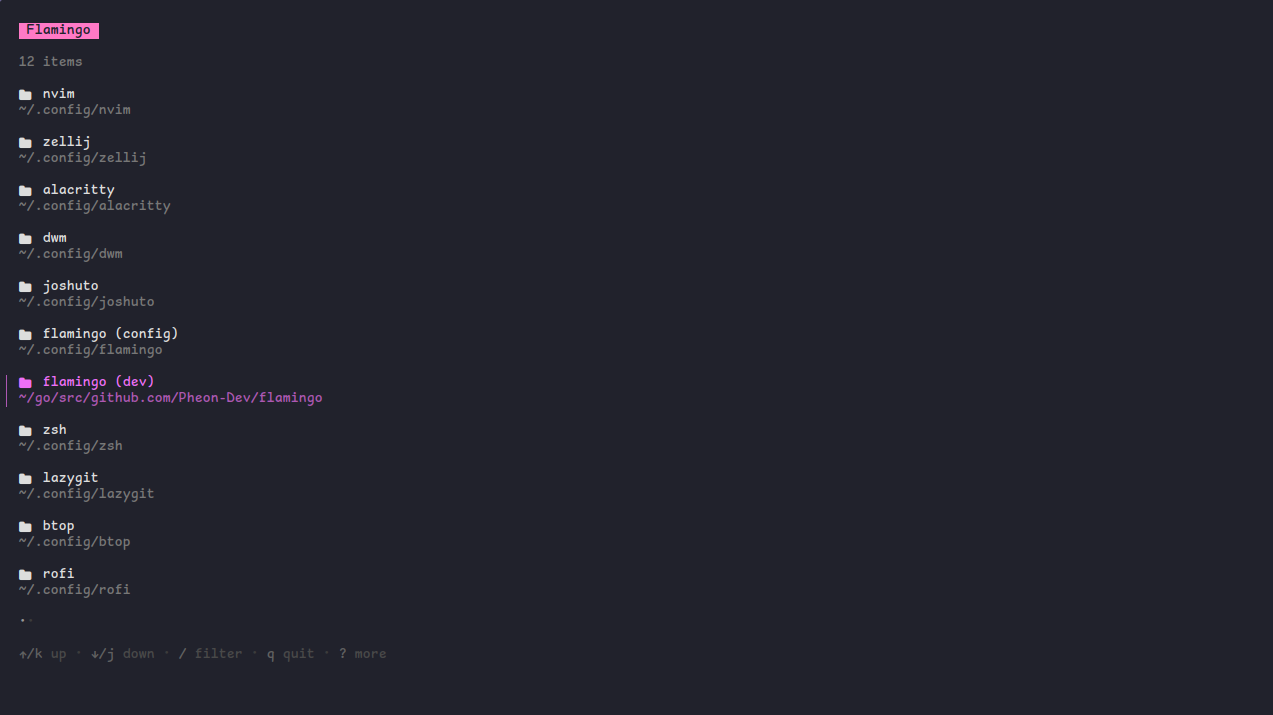 Flamingo
12 items
nvim
~/.config/nvim
zellij
~/.config/zellij
alacritty
~/.config/alacritty
dwm
~/.config/dwm
joshuto
~/.config/joshuto
flamingo (config)
~/.config/flamingo
flamingo (dev)
~/go/src/github.com/Pheon-Dev/flamingo
zsh
~/.config/zsh
lazygit
~/.config/lazygit
btop
~/.config/btop
rofi
~/.config/rofi
••
↑/k up • ↓/j down • / filter • q quit • ? more